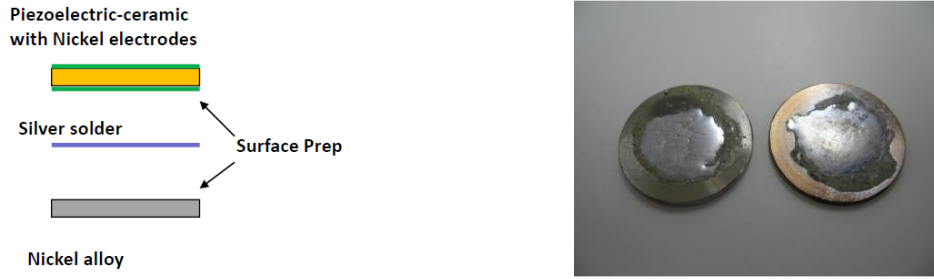 Piezoelectric-ceramic
with Nickel electrodes
Silver solder
Surface Prep
Nickel alloy